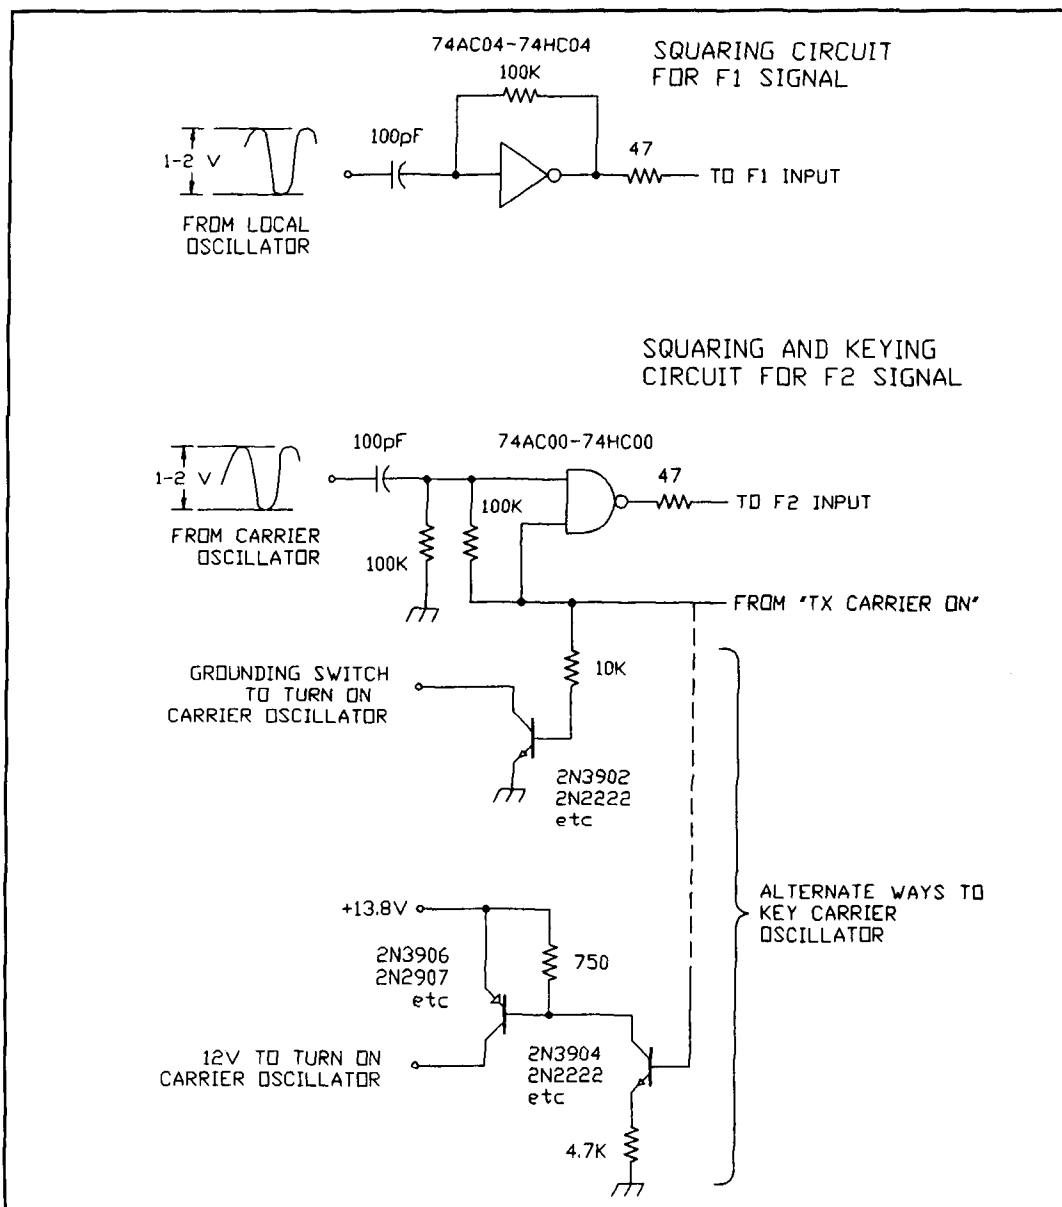 74AC04-74HC04
SQUARING CIRCUIT
FOR F1 SIGNAL
100K
100pF
1-2 V
47
TO F1 INPUT
FROM LOCAL
OSCILLATOR
SQUARING AND KEYING
CIRCUIT FOR F2 SIGNAL
100pF
74AC00-74HC00
1-2 V
47
TO F2 INPUT
100K
FROM CARRIER
OSCILLATOR
100K
FROM "TX CARRIER ON"
GROUNDING SWITCH
TO TURN ON
CARRIER OSCILLATOR
10K
2N3902
2N2222
etc
ALTERNATE WAYS TO
KEY CARRIER
OSCILLATOR
+13.8V
2N3906
2N2907
etc
750
12V TO TURN ON
CARRIER OSCILLATOR
2N3904
2N2222
etc
4.7K